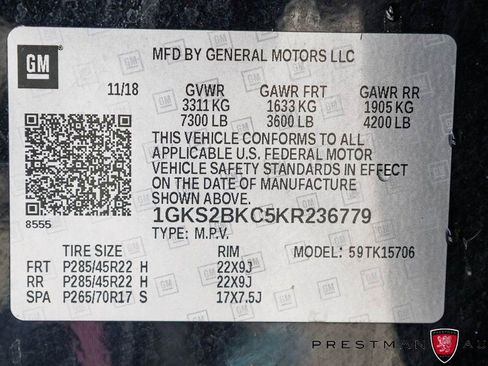 GM
MFD BY GENERAL MOTORS LLC
11/18 GVWR GAWR FRT GAWR RR
3311 KG 1633 KG 1905 KG
7300 LB 3600 LB 4200 LB
THIS VEHICLE CONFORMS TO ALL
APPLICABLE U.S. FEDERAL MOTOR
VEHICLE SAFETY STANDARDS IN EFFECT
ON THE DATE OF MANUFACTURE
SHOWN ABOVE.
8555
1GKS2BKC5KR236779
TYPE: M.P.V.
TIRE SIZE RIM MODEL: 59TK15706
FRT P285/45R22 H 22X9J
RR P285/45R22 H 22X9J
SPA P265/70R17 S 17X7.5J
PRESTMAN AU